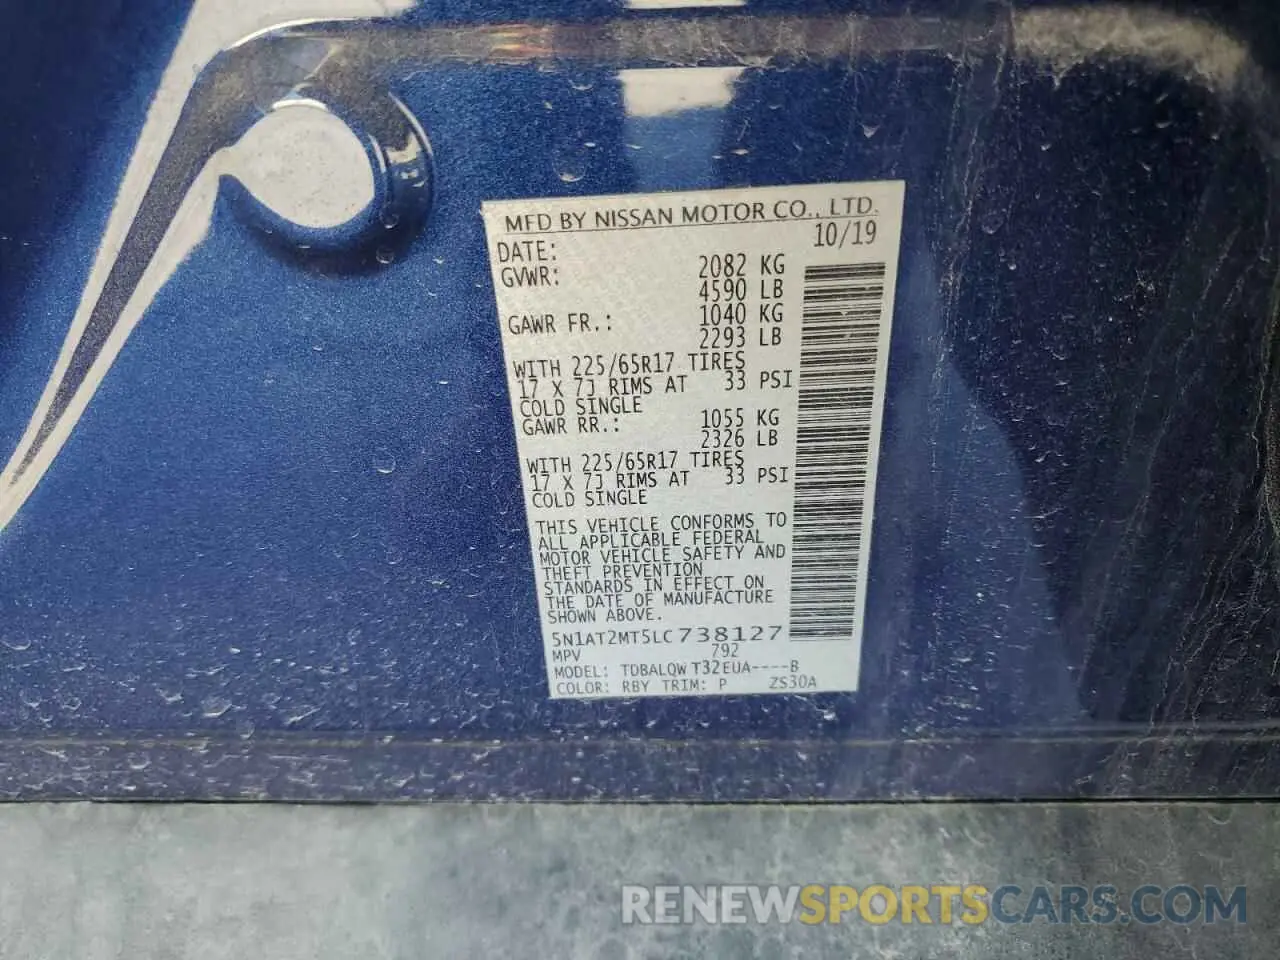 MFD BY NISSAN MOTOR CO., LTD.
DATE: 10/19
GVWR: 2082 KG
4590 LB
GAWR FR.: 1040 KG
2293 LB
WITH 225/65R17 TIRES
17 X 7J RIMS AT 33 PSI
COLD SINGLE
GAWR RR.: 1055 KG
2326 LB
WITH 225/65R17 TIRES
17 X 7J RIMS AT 33 PSI
COLD SINGLE
THIS VEHICLE CONFORMS TO
ALL APPLICABLE FEDERAL
MOTOR VEHICLE SAFETY AND
THEFT PREVENTION
STANDARDS IN EFFECT ON
THE DATE OF MANUFACTURE
SHOWN ABOVE.
5N1AT2MT5LC738127
MPV 792
MODEL: TDBALQWT32EUA----B
COLOR: RBY TRIM: P ZS30A
RENEWSPORTSCARS.COM